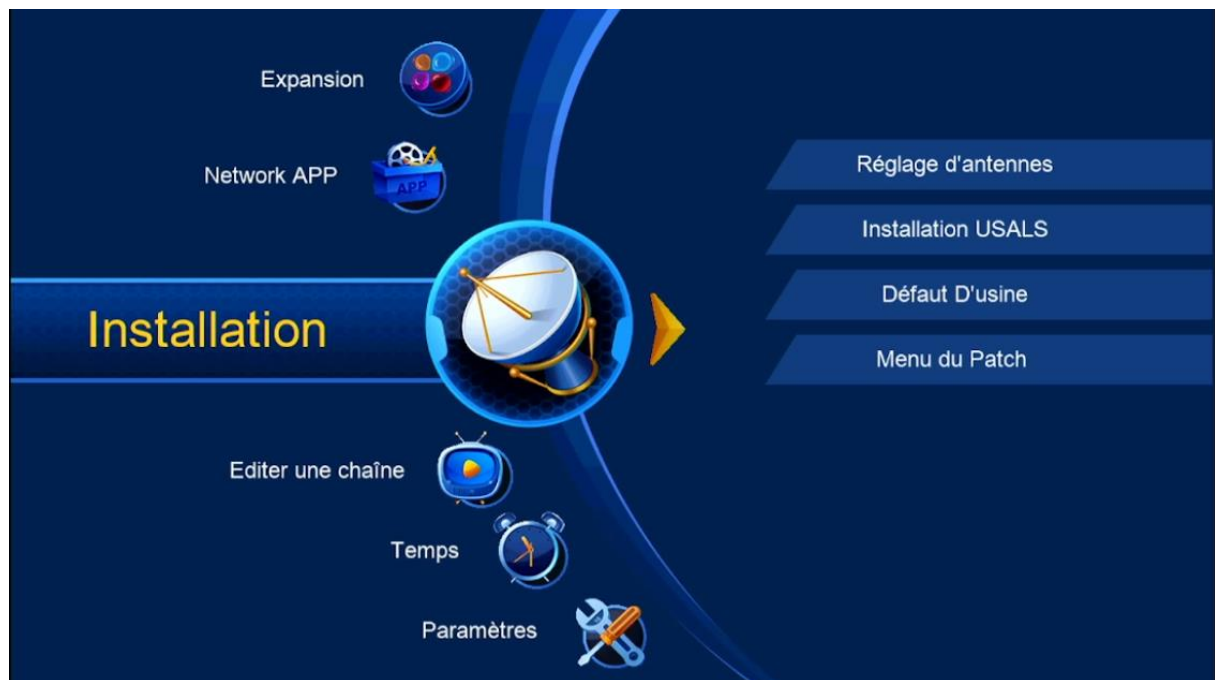 Expansion
Network APP
APP
Installation
Editer une chaîne
Temps
Paramètres
Réglage d'antennes
Installation USALS
Défaut D'usine
Menu du Patch